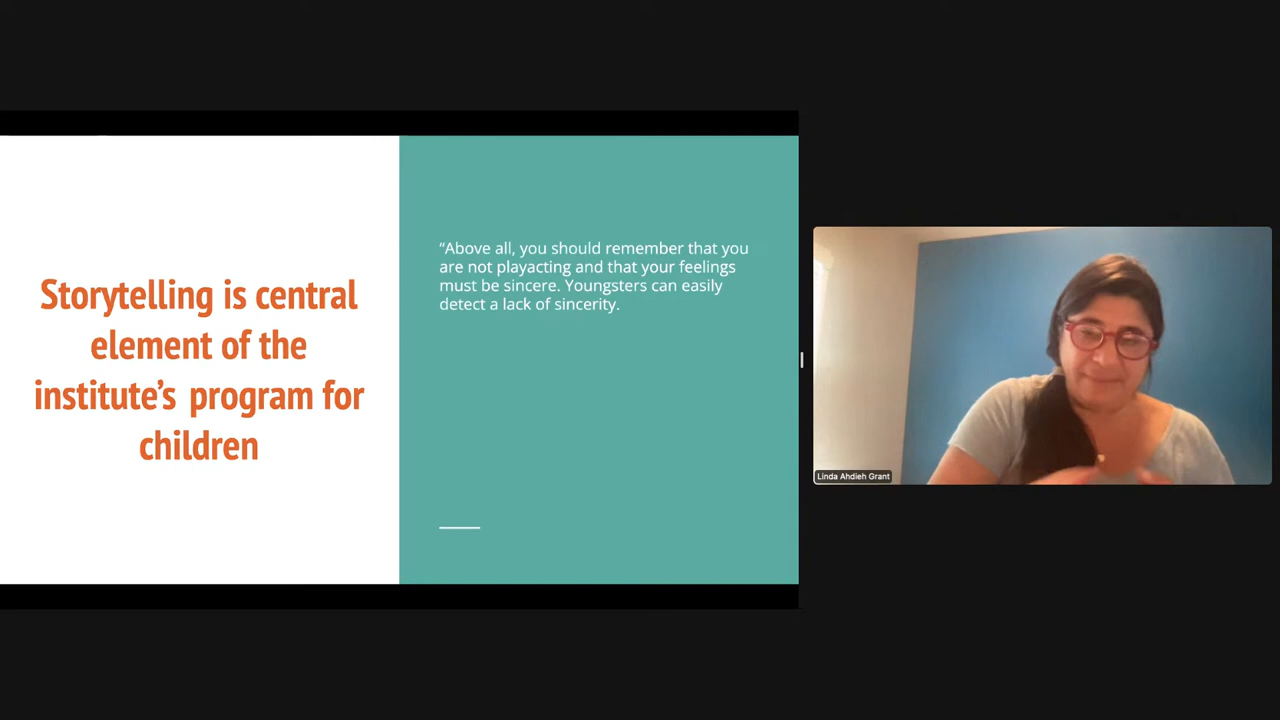 Storytelling is central
element of the
institute’s program for
children
“Above all, you should remember that you
are not playacting and that your feelings
must be sincere. Youngsters can easily
detect a lack of sincerity.
Linda Ahdieh Grant